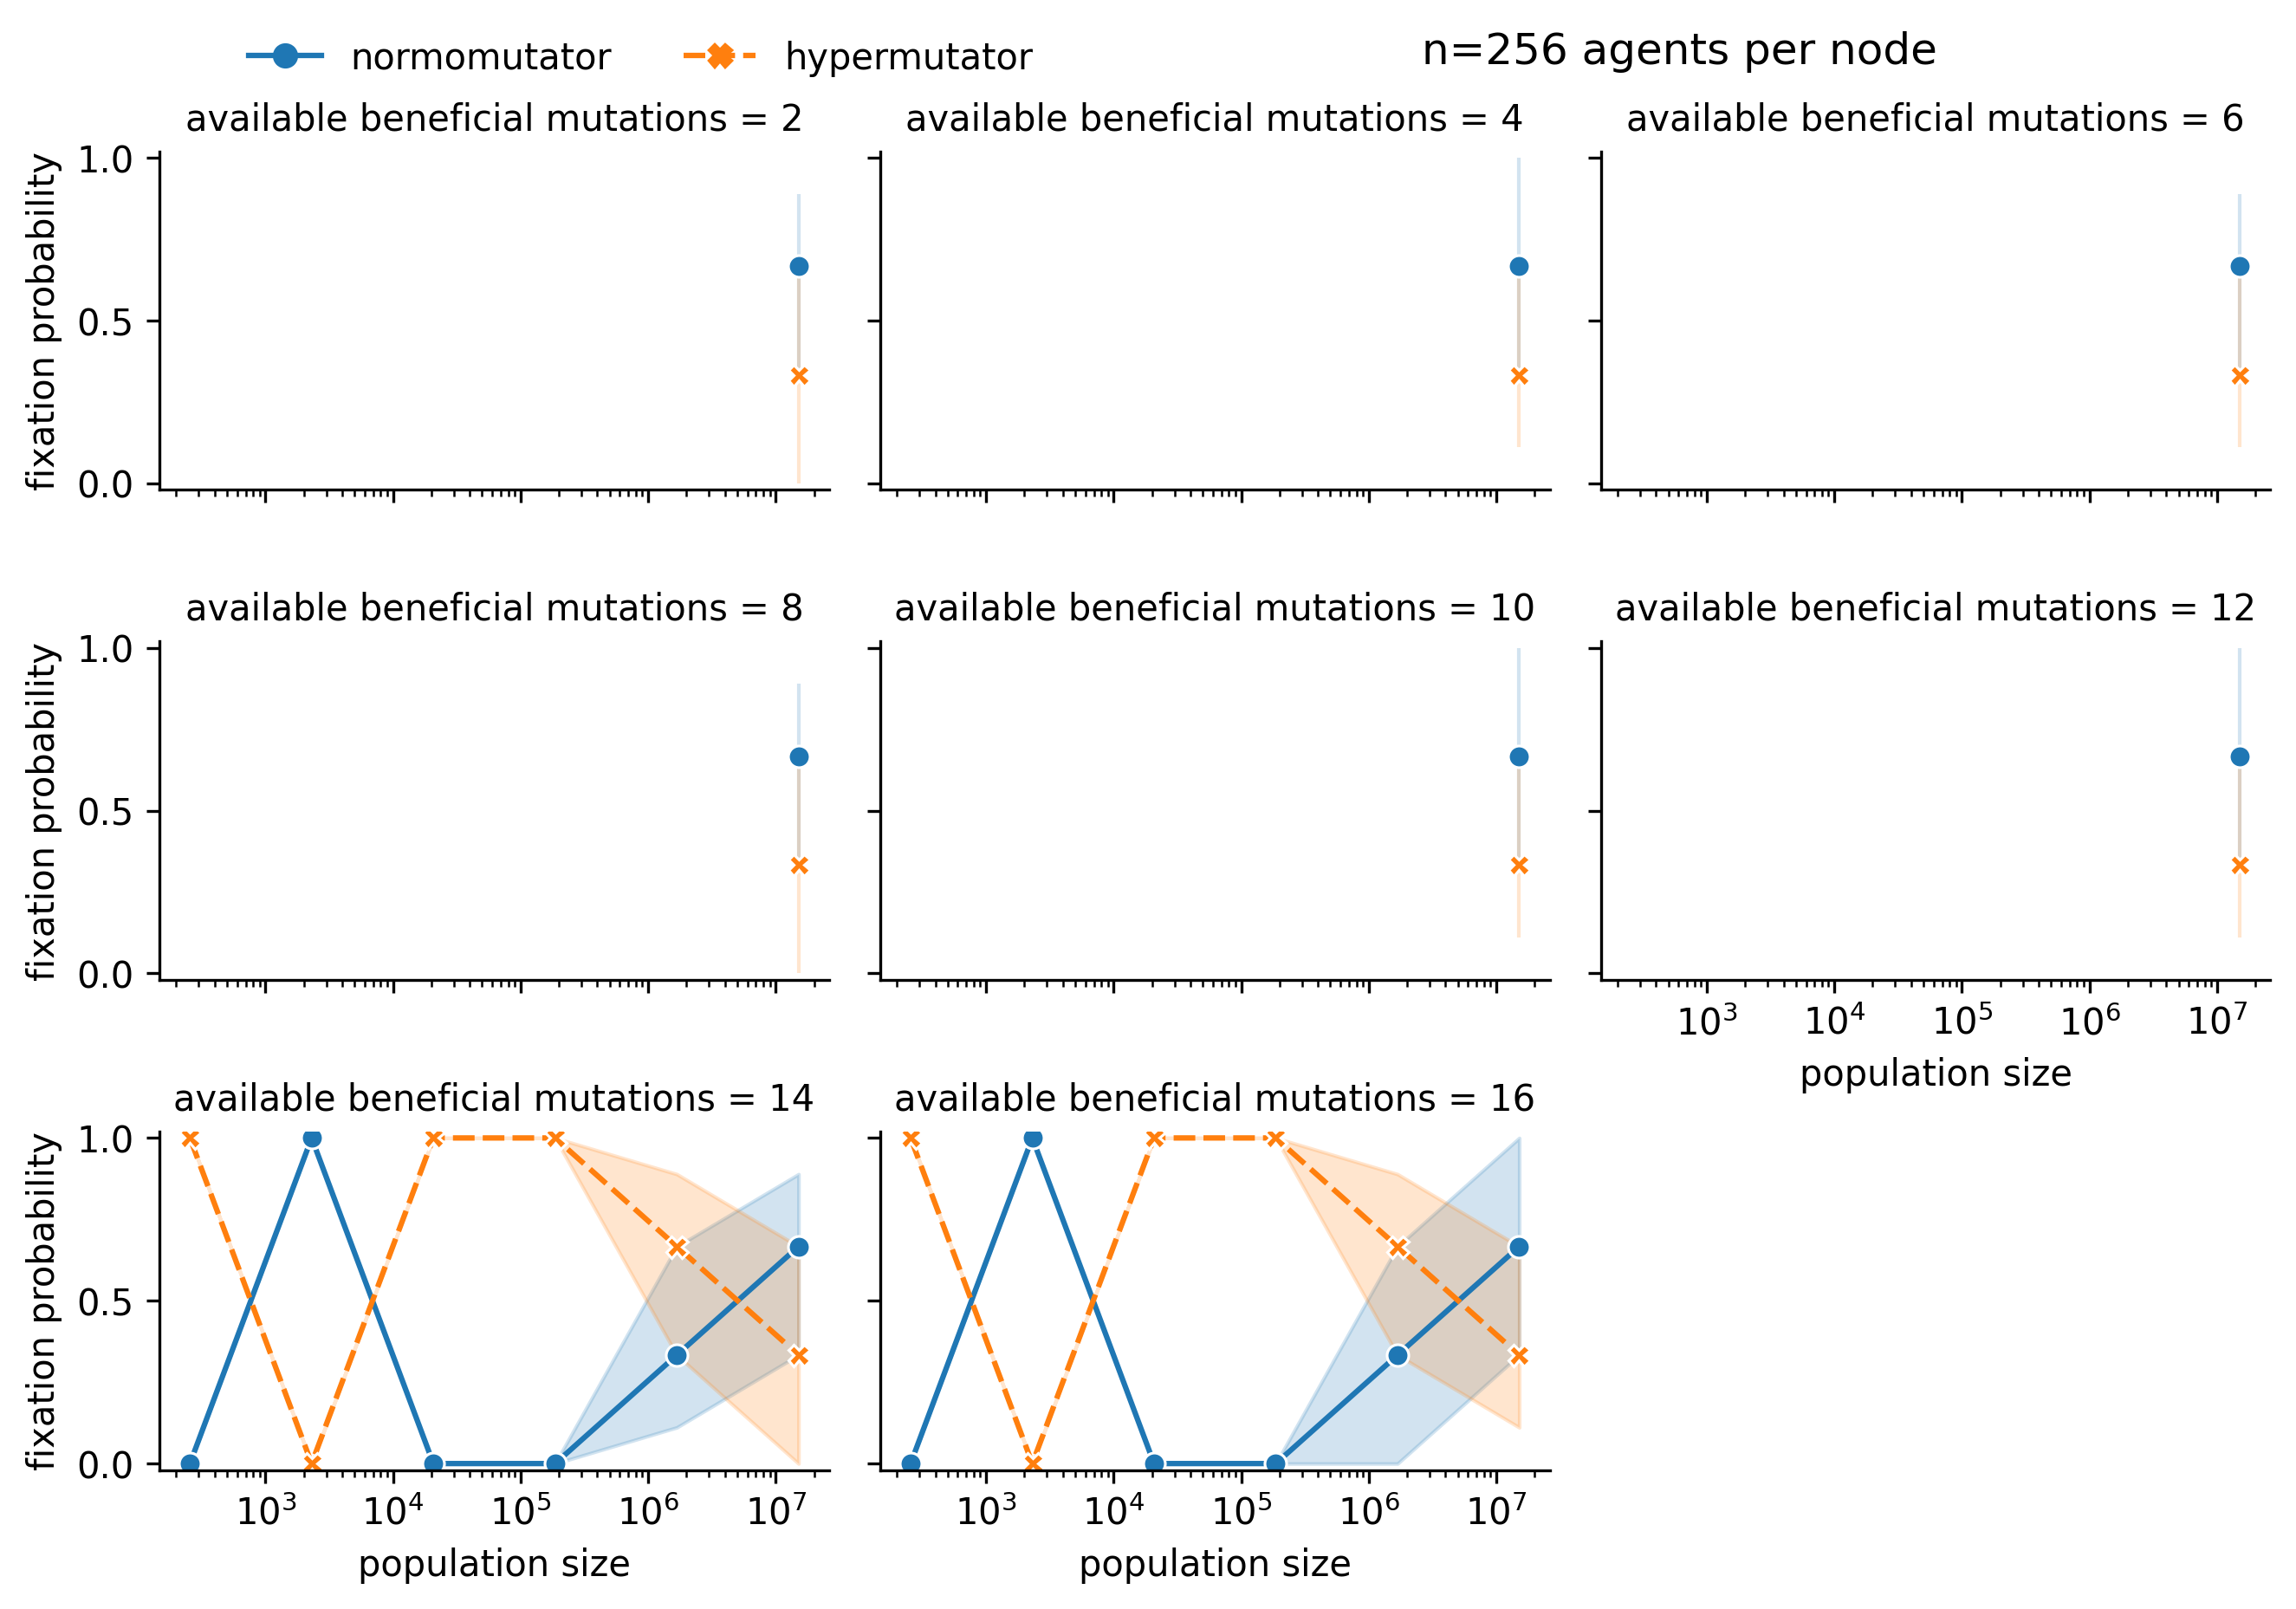 normomutator hypermutator n=256 agents per node
available beneficial mutations = 2 available beneficial mutations = 4 available beneficial mutations = 6
fixation probability
1.0
0.5
0.0
available beneficial mutations = 8 available beneficial mutations = 10 available beneficial mutations = 12
fixation probability
1.0
0.5
0.0
10³ 10⁴ 10⁵ 10⁶ 10⁷
population size
available beneficial mutations = 14 available beneficial mutations = 16
fixation probability
1.0
0.5
0.0
10³ 10⁴ 10⁵ 10⁶ 10⁷ 10³ 10⁴ 10⁵ 10⁶ 10⁷
population size population size